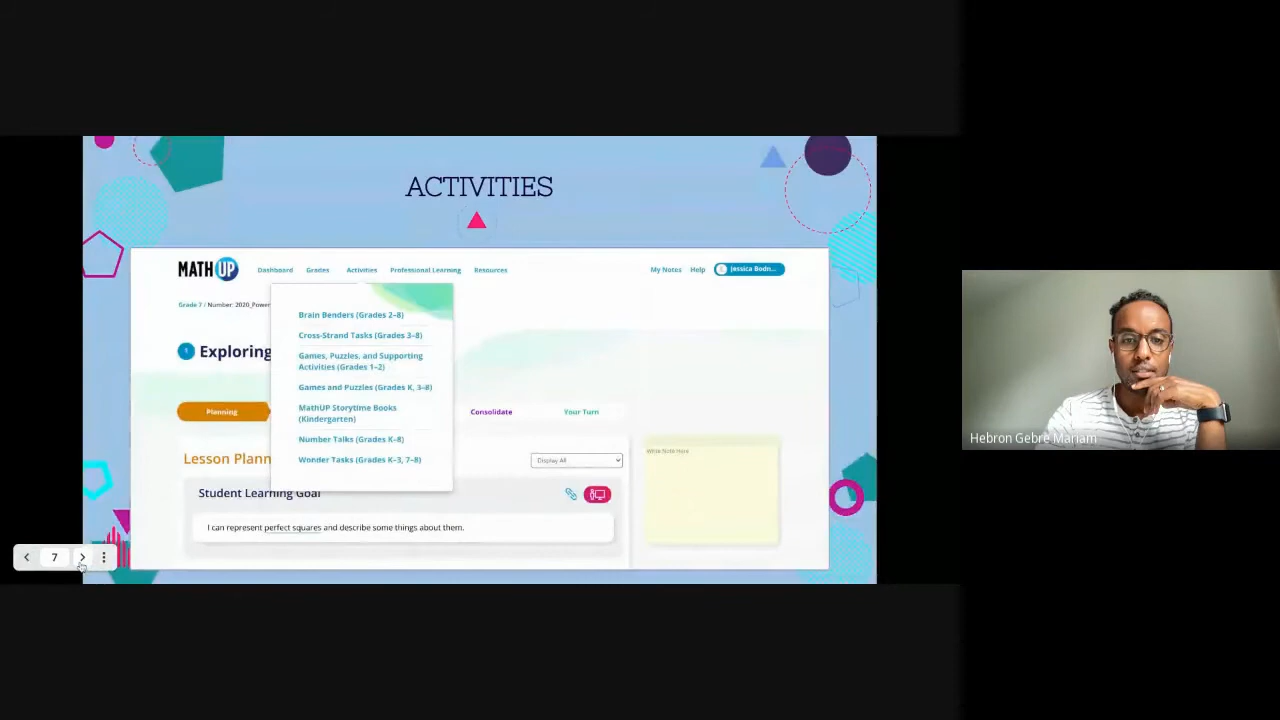 ACTIVITIES
MATH UP
Dashboard Grades Activities Professional Learning Resources
My Notes Help Jessica Bodn...
Grade 7 / Number: 2020_Power
Brain Benders (Grades 2–8)
Cross-Strand Tasks (Grades 3–8)
Games, Puzzles, and Supporting
Activities (Grades 1–2)
Games and Puzzles (Grades K, 3–8)
MathUP Storytime Books
(Kindergarten)
Number Talks (Grades K–8)
Wonder Tasks (Grades K–3, 7–8)
1 Exploring
Planning
Consolidate
Your Turn
Lesson Plann
Display All
Write Note Here
Student Learning Goal
I can represent perfect squares and describe some things about them.
7
Hebron Gebre Mariam